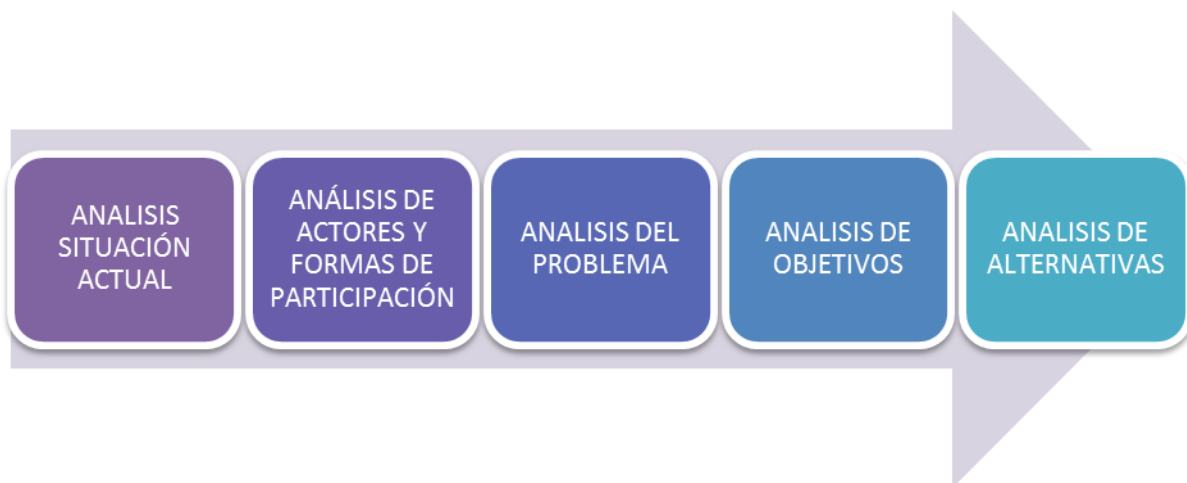 ANALISIS
SITUACIÓN
ACTUAL
ANÁLISIS DE
ACTORES Y
FORMAS DE
PARTICIPACIÓN
ANALISIS DEL
PROBLEMA
ANALISIS DE
OBJETIVOS
ANALISIS DE
ALTERNATIVAS